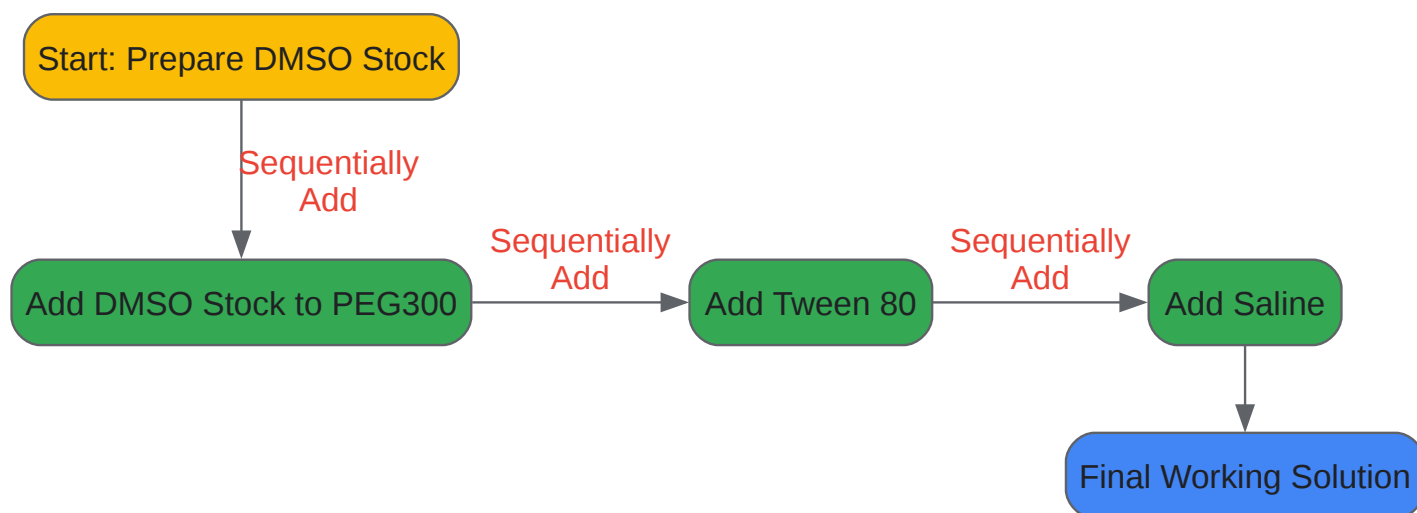 Start: Prepare DMSO Stock
Sequentially
Add
Add DMSO Stock to PEG300
Sequentially
Add
Add Tween 80
Sequentially
Add
Add Saline
Final Working Solution